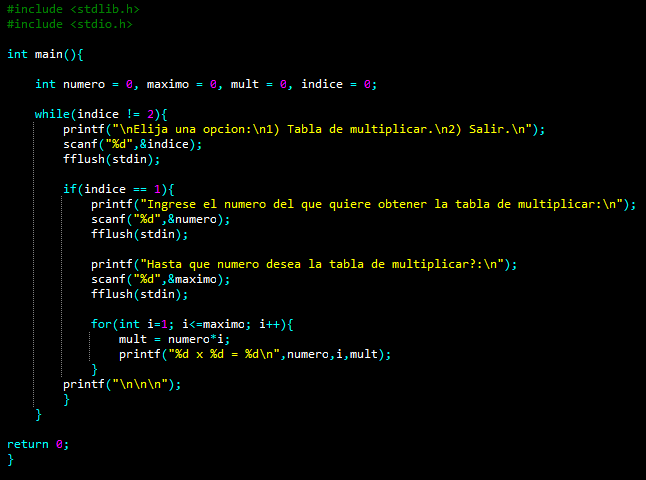 #include <stdlib.h>
#include <stdio.h>
int main(){
int numero = 0, maximo = 0, mult = 0, indice = 0;
while(indice != 2){
printf("\nElija una opcion:\n1) Tabla de multiplicar.\n2) Salir.\n");
scanf("%d",&indice);
fflush(stdin);
if(indice == 1){
printf("Ingrese el numero del que quiere obtener la tabla de multiplicar:\n");
scanf("%d",&numero);
fflush(stdin);
printf("Hasta que numero desea la tabla de multiplicar?:\n");
scanf("%d",&maximo);
fflush(stdin);
for(int i=1; i<=maximo; i++){
mult = numero*i;
printf("%d x %d = %d\n",numero,i,mult);
}
printf("\n\n\n");
}
}
return 0;
}